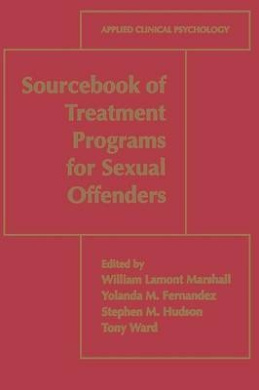 APPLIED CLINICAL PSYCHOLOGY
Sourcebook of
Treatment
Programs
for Sexual
Offenders
Edited by
William Lamont Marshall
Yolanda M. Fernandez
Stephen M. Hudson
Tony Ward